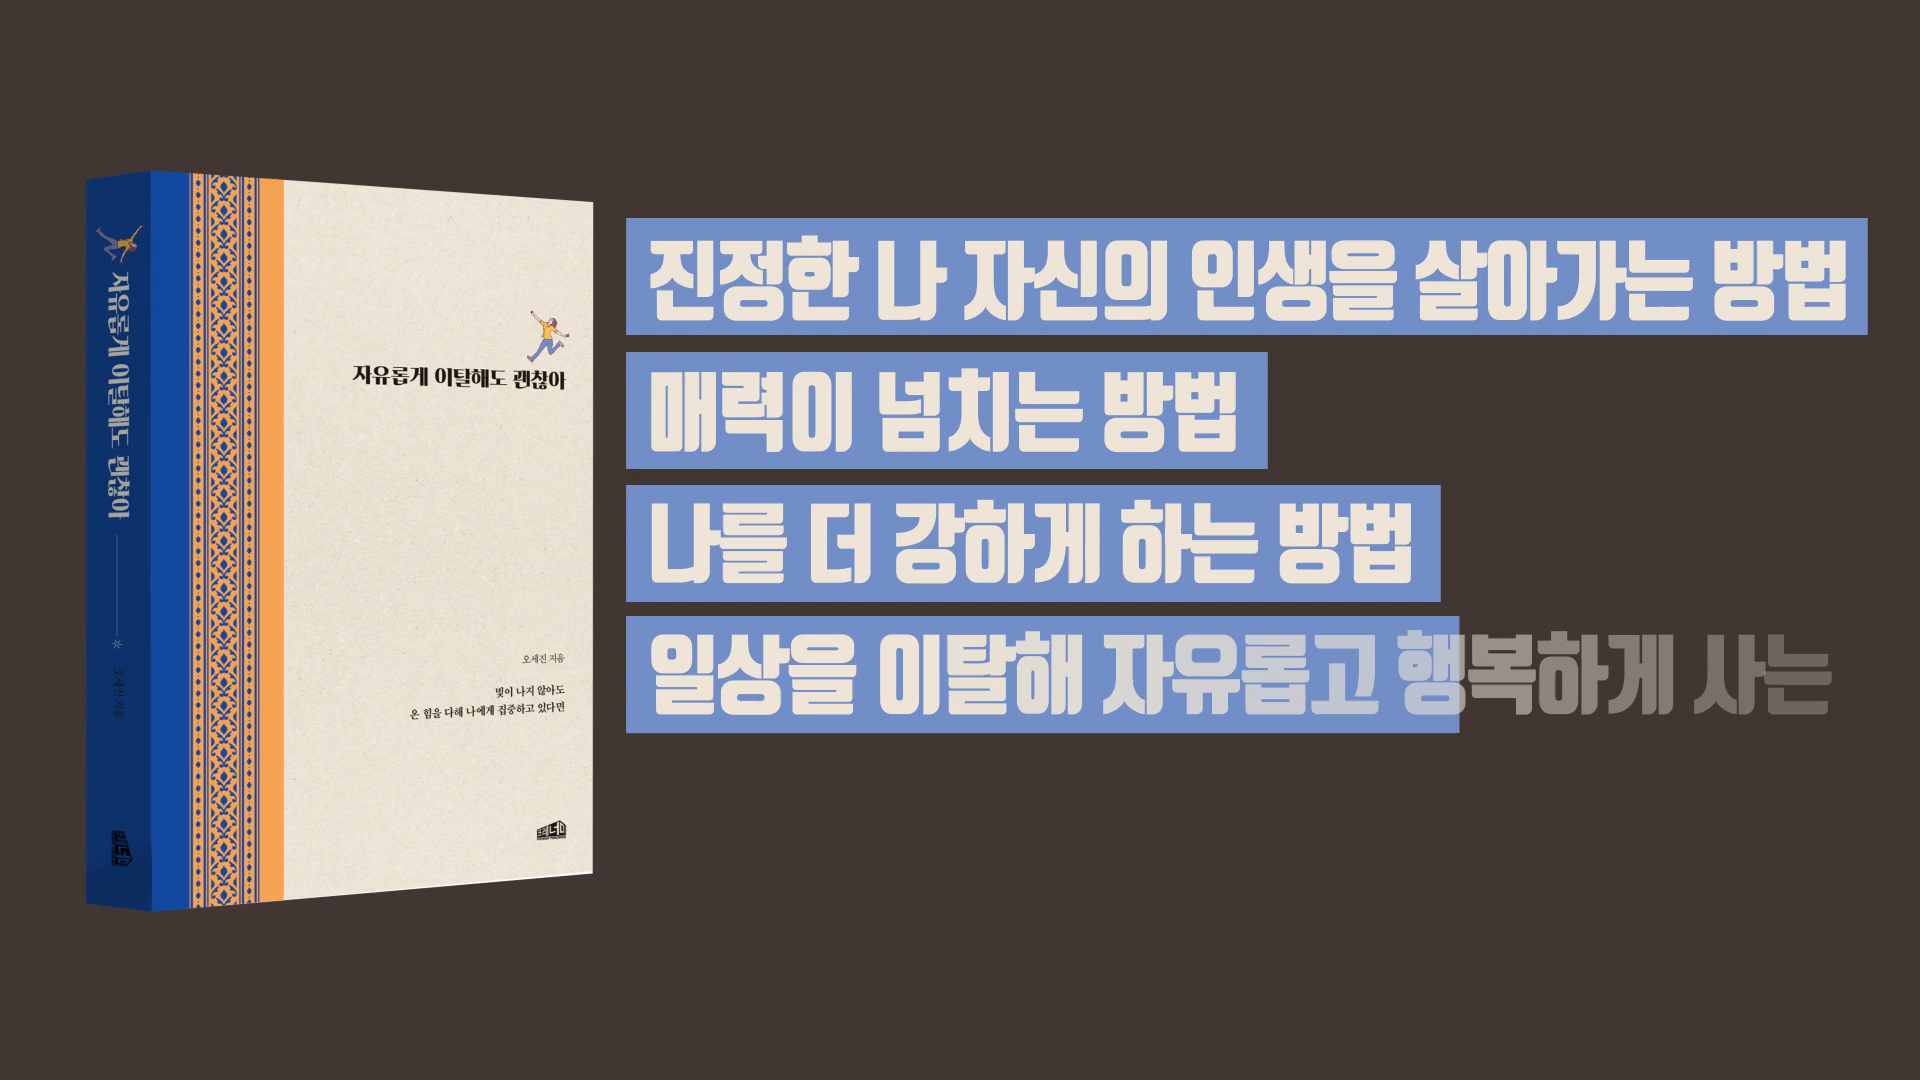 자유롭게 이탈해도 괜찮아
오세진 지음
자유롭게 이탈해도 괜찮아
오세진 지음
빛이 나지 않아도
온 힘을 다해 나에게 집중하고 있다면
진정한 나 자신의 인생을 살아가는 방법
매력이 넘치는 방법
나를 더 강하게 하는 방법
일상을 이탈해 자유롭고 행복하게 사는